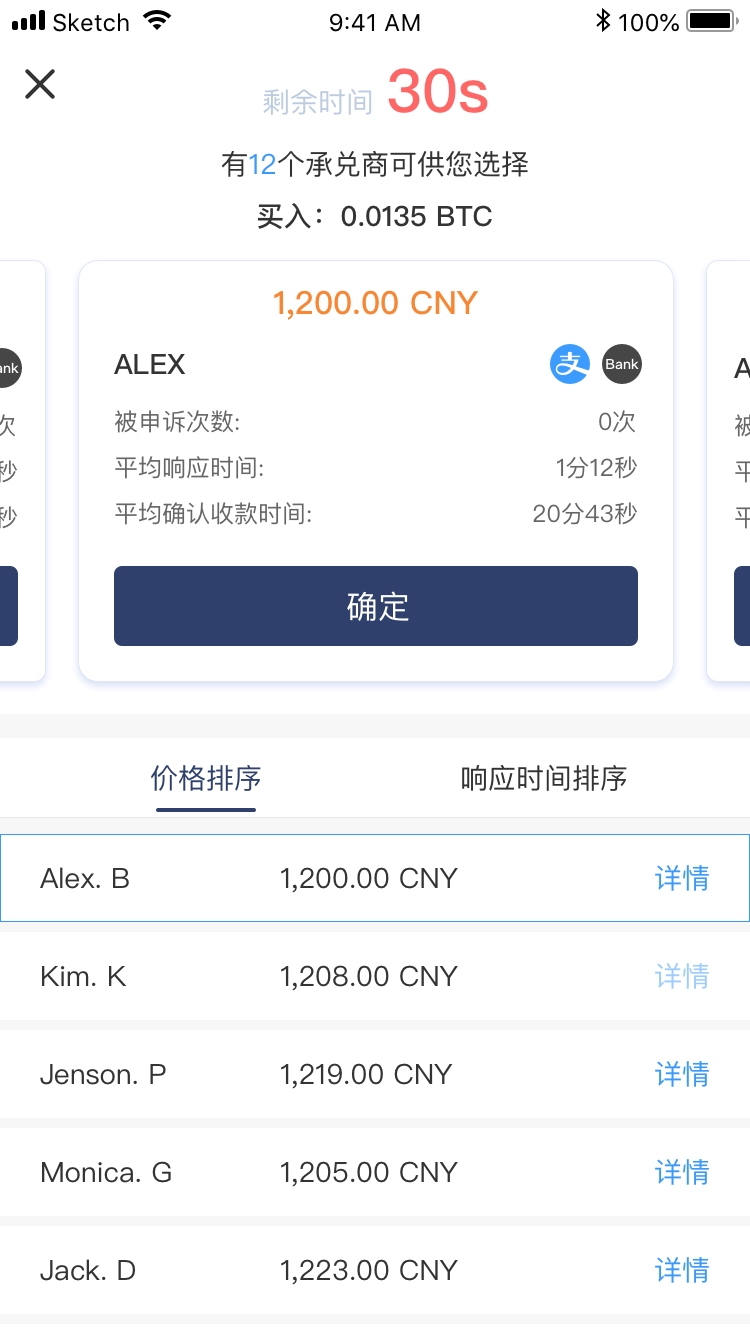 Sketch 9:41 AM 100%
剩余时间 30s
有12个承兑商可供您选择
买入：0.0135 BTC
1,200.00 CNY
ALEX 支 Bank
被申诉次数: 0次
平均响应时间: 1分12秒
平均确认收款时间: 20分43秒
确定
ank
次
秒
秒
A
被
平
平
价格排序 响应时间排序
Alex. B 1,200.00 CNY 详情
Kim. K 1,208.00 CNY 详情
Jenson. P 1,219.00 CNY 详情
Monica. G 1,205.00 CNY 详情
Jack. D 1,223.00 CNY 详情